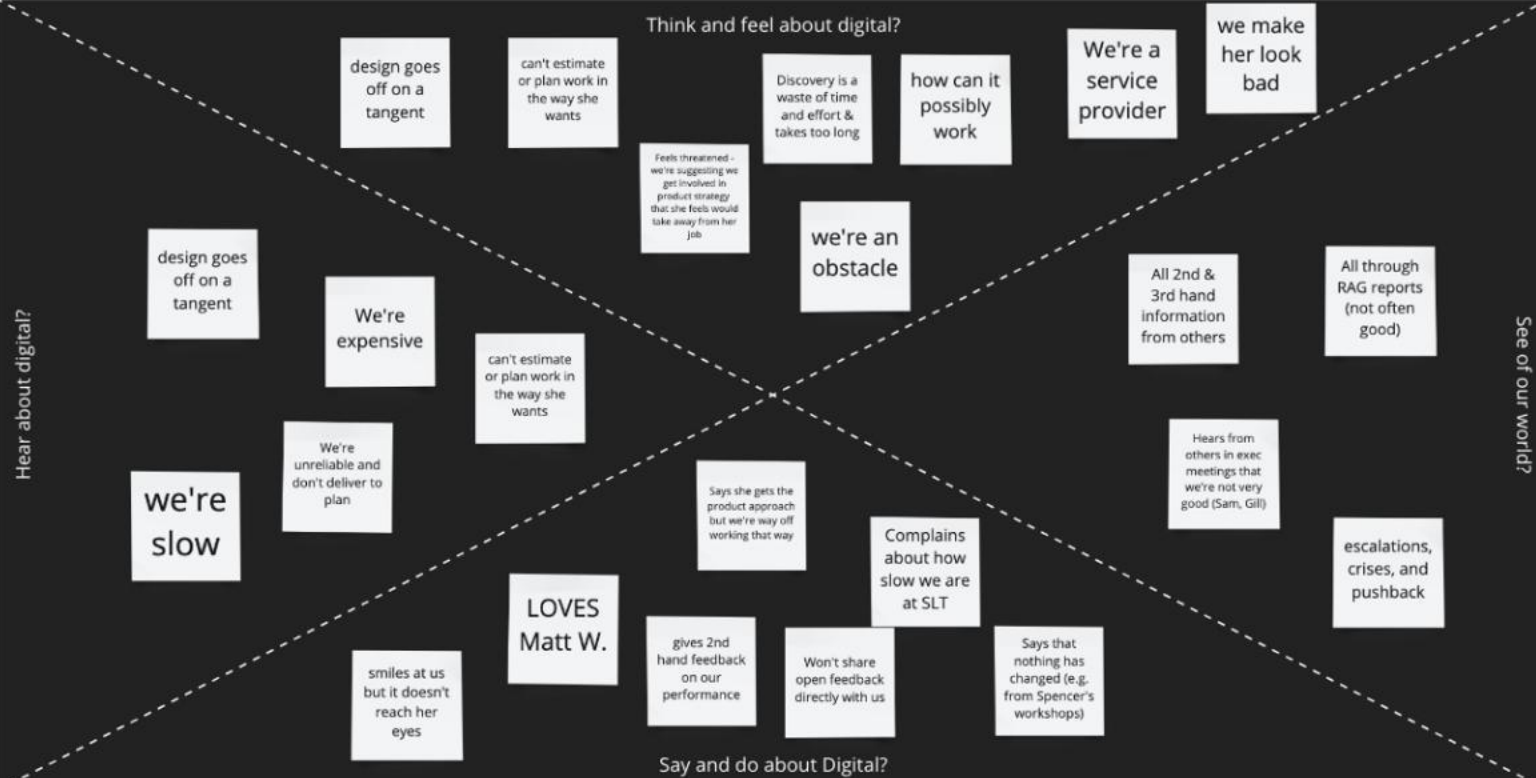 Think and feel about digital?
we make
her look
bad
design goes
off on a
tangent
can't estimate
or plan work in
the way she
wants
Discovery is a
waste of time
and effort &
takes too long
how can it
possibly
work
We're a
service
provider
Feels threatened -
we're suggesting we
get involved in
product strategy
that she feels would
take away from her
job
we're an
obstacle
Hear about digital?
design goes
off on a
tangent
We're
expensive
can't estimate
or plan work in
the way she
wants
We're
unreliable and
don't deliver to
plan
we're
slow
See of our world?
All 2nd &
3rd hand
information
from others
All through
RAG reports
(not often
good)
Hears from
others in exec
meetings that
we're not very
good (Sam, Gill)
escalations,
crises, and
pushback
Says she gets the
product approach
but we're way off
working that way
Complains
about how
slow we are
at SLT
LOVES
Matt W.
gives 2nd
hand feedback
on our
performance
Won't share
open feedback
directly with us
Says that
nothing has
changed (e.g.
from Spencer's
workshops)
smiles at us
but it doesn't
reach her
eyes
Say and do about Digital?